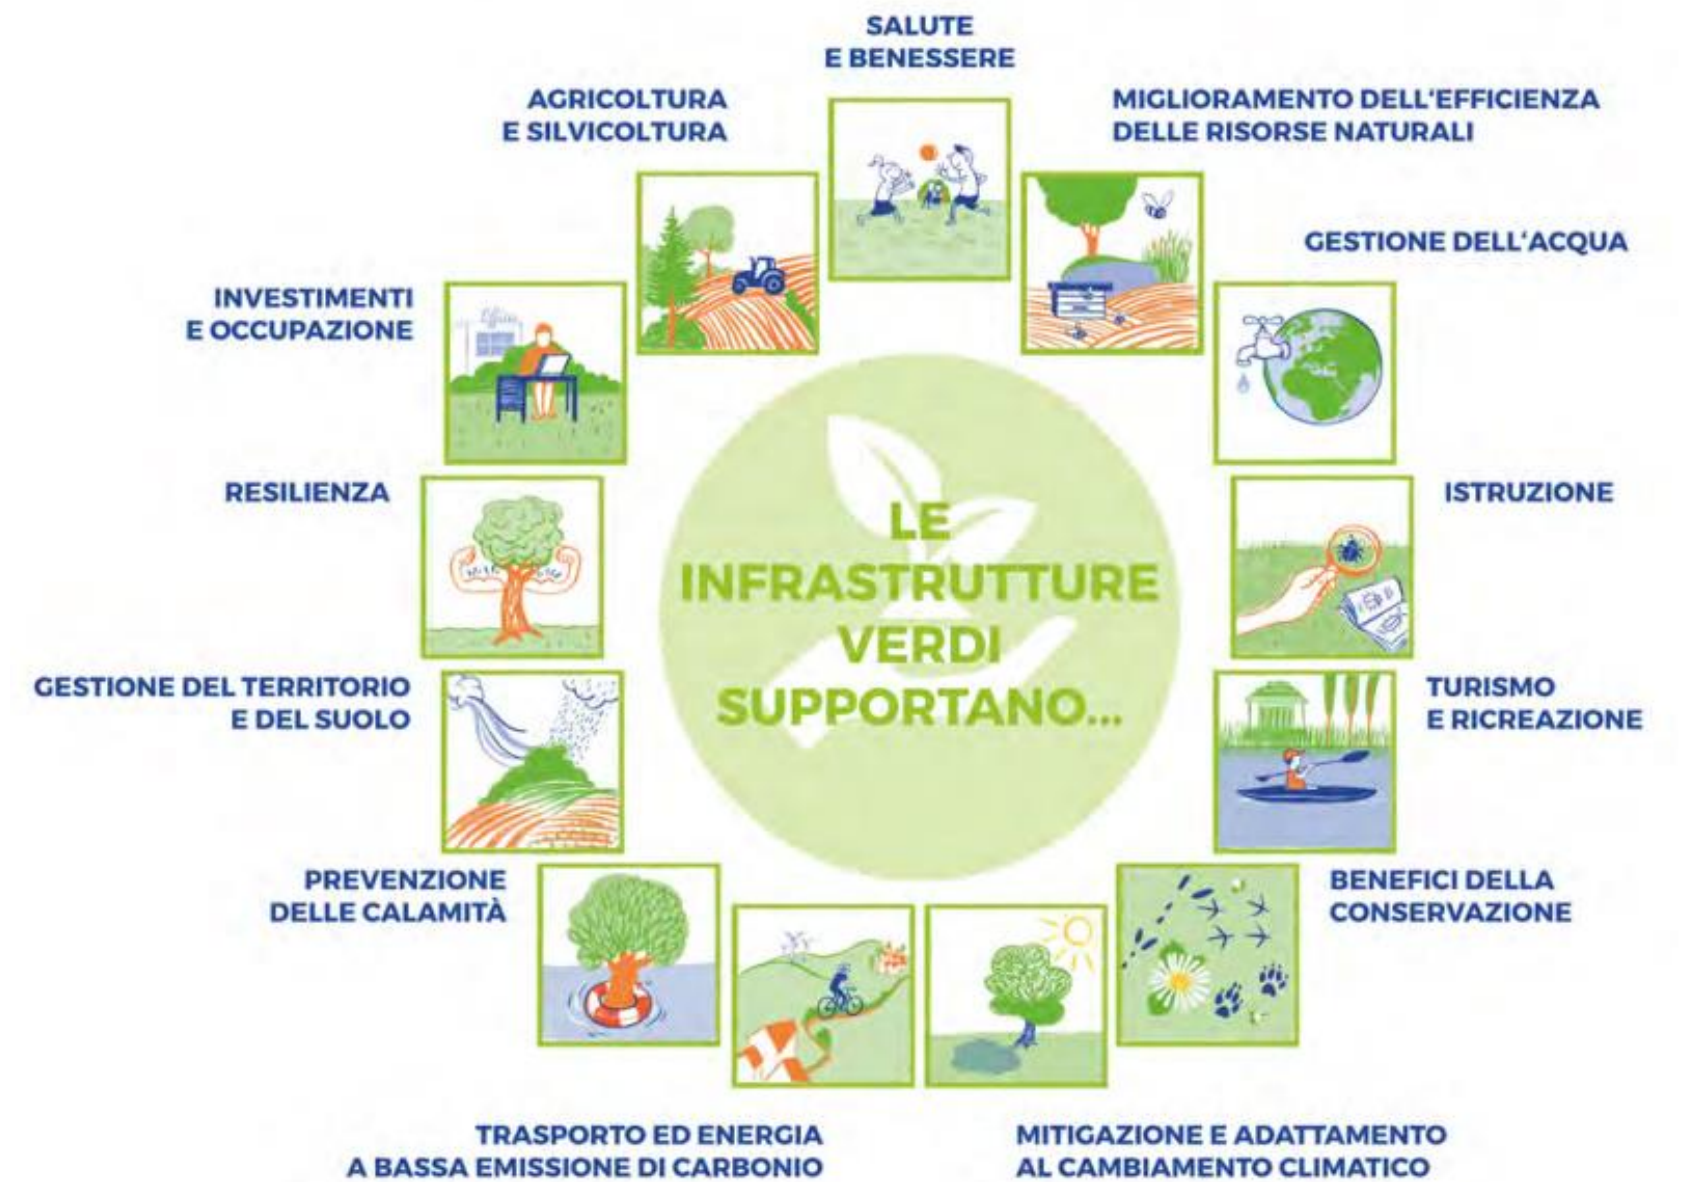 SALUTE
E BENESSERE
AGRICOLTURA
E SILVICOLTURA
MIGLIORAMENTO DELL'EFFICIENZA
DELLE RISORSE NATURALI
GESTIONE DELL'ACQUA
INVESTIMENTI
E OCCUPAZIONE
RESILIENZA
ISTRUZIONE
LE
INFRASTRUTTURE
VERDI
SUPPORTANO...
GESTIONE DEL TERRITORIO
E DEL SUOLO
TURISMO
E RICREAZIONE
PREVENZIONE
DELLE CALAMITÀ
BENEFICI DELLA
CONSERVAZIONE
TRASPORTO ED ENERGIA
A BASSA EMISSIONE DI CARBONIO
MITIGAZIONE E ADATTAMENTO
AL CAMBIAMENTO CLIMATICO